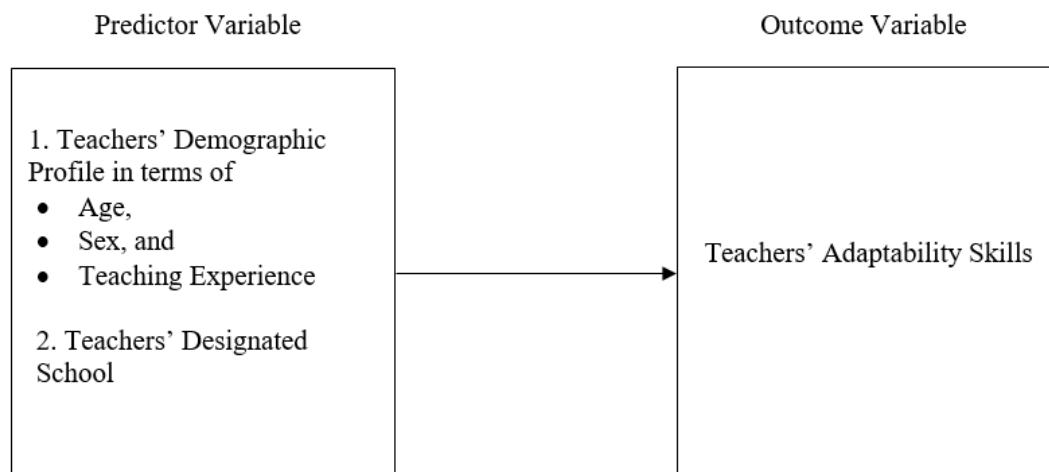 Predictor Variable
Outcome Variable
1. Teachers’ Demographic
Profile in terms of
● Age,
● Sex, and
● Teaching Experience
2. Teachers’ Designated
School
Teachers’ Adaptability Skills